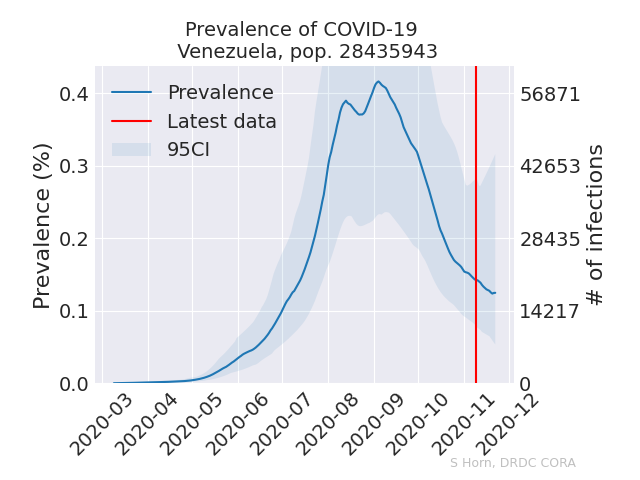 Prevalence of COVID-19
Venezuela, pop. 28435943
Prevalence
Latest data
95CI
Prevalence (%)
0.4
0.3
0.2
0.1
0.0
56871
42653
28435
14217
0
# of infections
2020-03
2020-04
2020-05
2020-06
2020-07
2020-08
2020-09
2020-10
2020-11
2020-12
S Horn, DRDC CORA